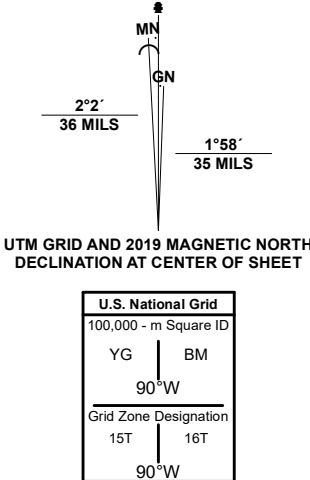 MN
GN
2°2´
36 MILS
1°58´
35 MILS
UTM GRID AND 2019 MAGNETIC NORTH
DECLINATION AT CENTER OF SHEET
U.S. National Grid
100,000 - m Square ID
YG BM
90°W
Grid Zone Designation
15T 16T
90°W